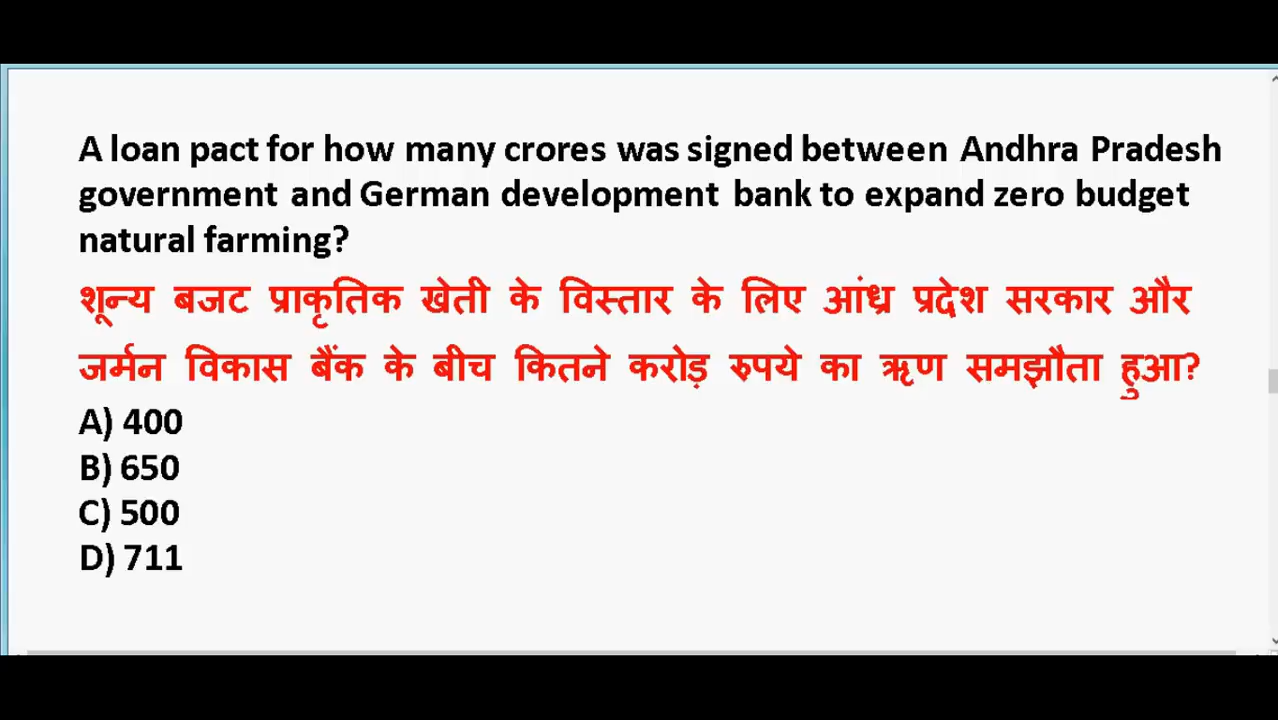 A loan pact for how many crores was signed between Andhra Pradesh
government and German development bank to expand zero budget
natural farming?
शून्य बजट प्राकृतिक खेती के विस्तार के लिए आंध्र प्रदेश सरकार और
जर्मन विकास बैंक के बीच कितने करोड़ रुपये का ऋण समझौता हुआ?
A) 400
B) 650
C) 500
D) 711